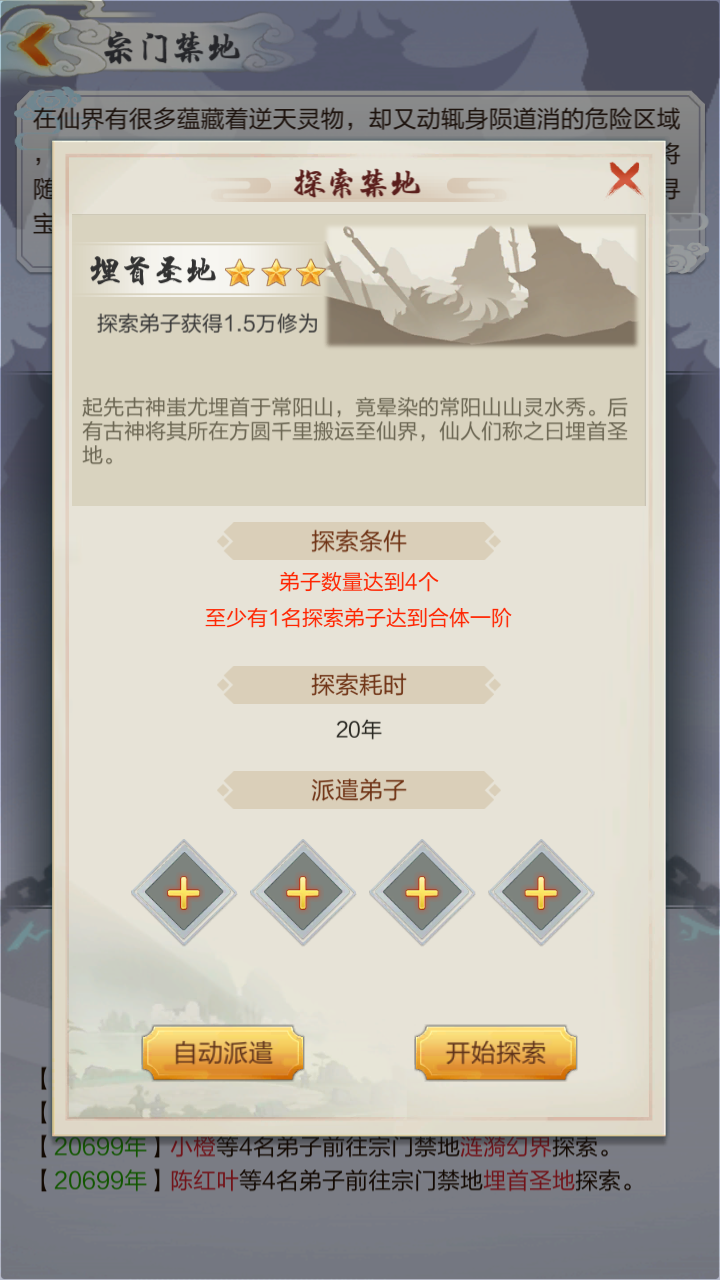 宗门禁地
在仙界有很多蕴藏着逆天灵物，却又动辄身陨道消的危险区域
，
将
随
寻
宝
探索禁地
埋首圣地
探索弟子获得1.5万修为
起先古神蚩尤埋首于常阳山，竟晕染的常阳山山灵水秀。后
有古神将其所在方圆千里搬运至仙界，仙人们称之曰埋首圣
地。
探索条件
弟子数量达到4个
至少有1名探索弟子达到合体一阶
探索耗时
20年
派遣弟子
自动派遣
开始探索
【
【
【20699年】小橙等4名弟子前往宗门禁地涟漪幻界探索。
【20699年】陈红叶等4名弟子前往宗门禁地埋首圣地探索。